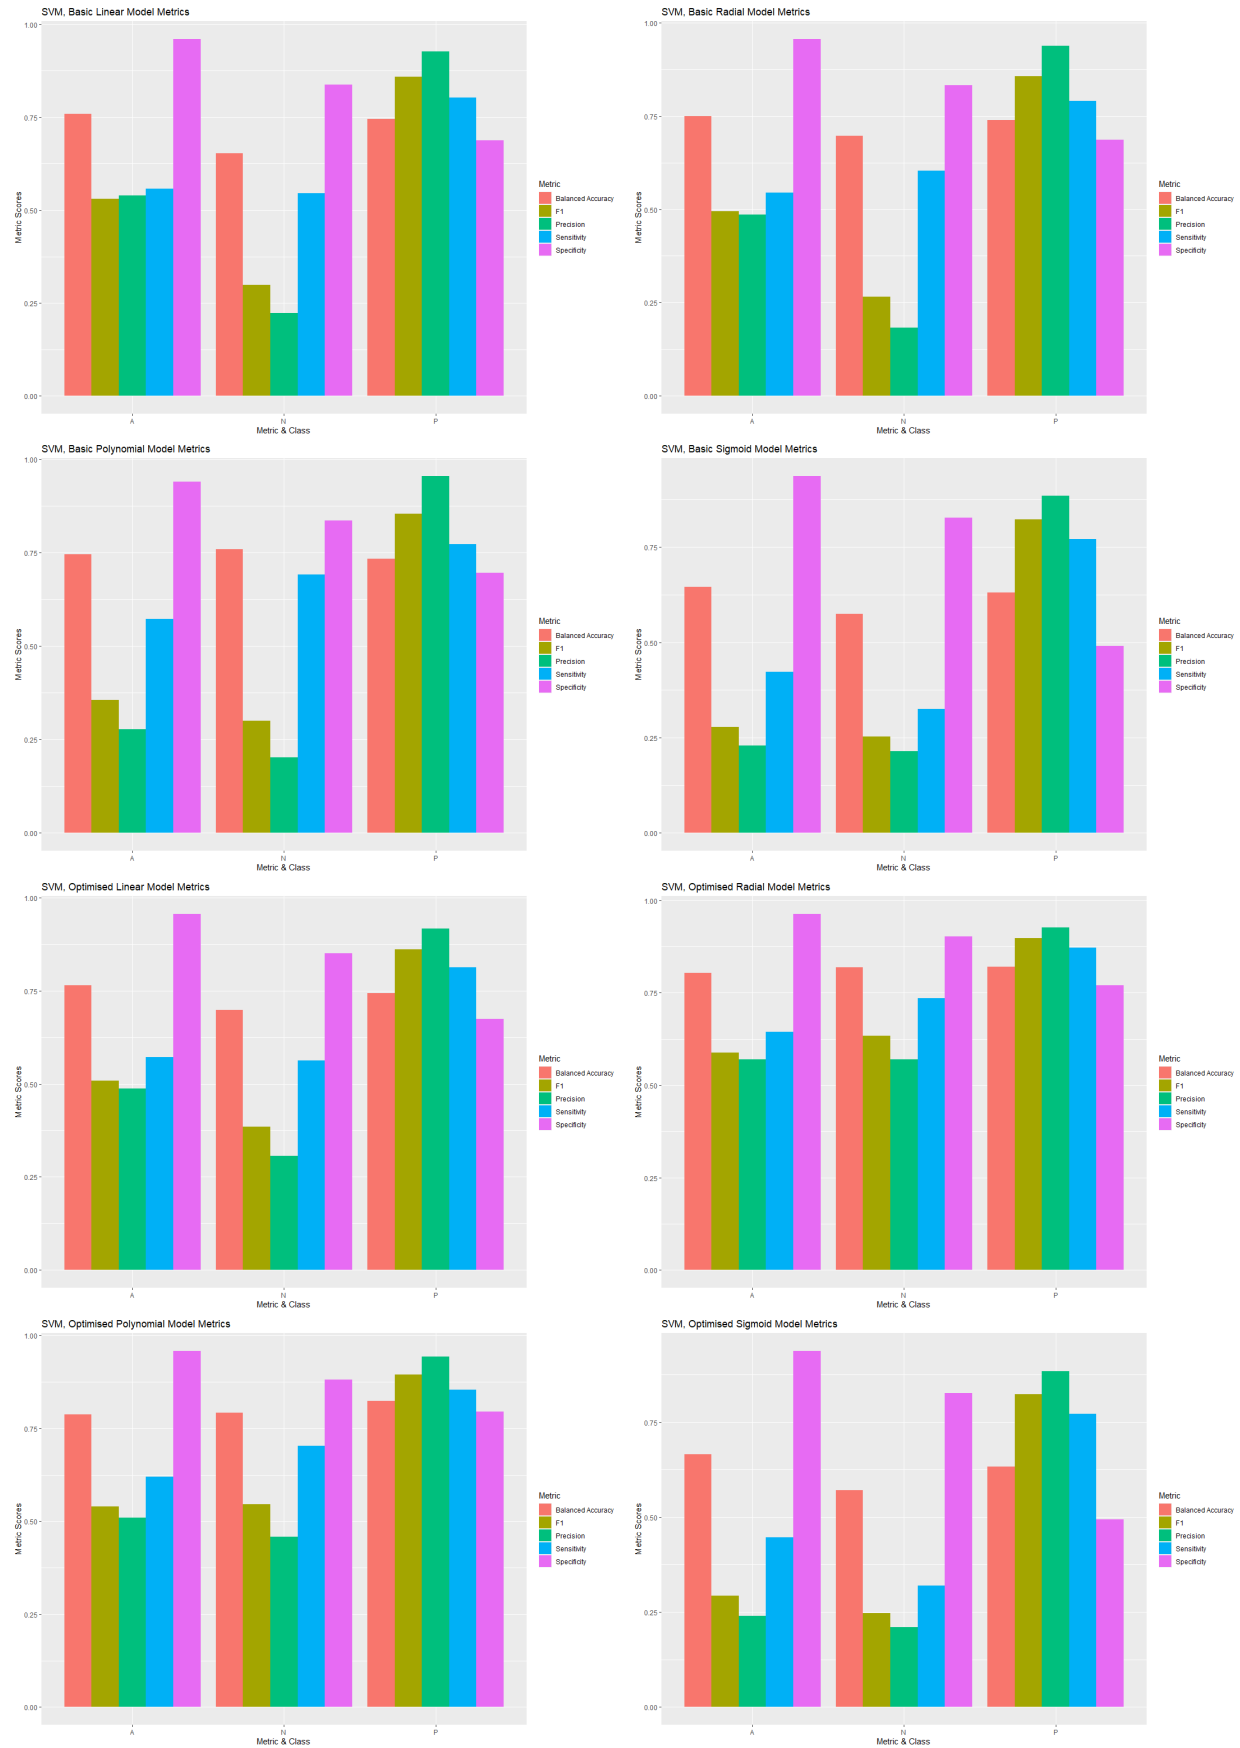 SVM, Basic Linear Model Metrics
1.00
0.75
0.50
0.25
0.00
Metric Scores
A N P
Metric & Class
Metric
Balanced Accuracy
F1
Precision
Sensitivity
Specificity
SVM, Basic Radial Model Metrics
1.00
0.75
0.50
0.25
0.00
Metric Scores
A N P
Metric & Class
Metric
Balanced Accuracy
F1
Precision
Sensitivity
Specificity
SVM, Basic Polynomial Model Metrics
1.00
0.75
0.50
0.25
0.00
Metric Scores
A N P
Metric & Class
Metric
Balanced Accuracy
F1
Precision
Sensitivity
Specificity
SVM, Basic Sigmoid Model Metrics
0.75
0.50
0.25
0.00
Metric Scores
A N P
Metric & Class
Metric
Balanced Accuracy
F1
Precision
Sensitivity
Specificity
SVM, Optimised Linear Model Metrics
1.00
0.75
0.50
0.25
0.00
Metric Scores
A N P
Metric & Class
Metric
Balanced Accuracy
F1
Precision
Sensitivity
Specificity
SVM, Optimised Radial Model Metrics
1.00
0.75
0.50
0.25
0.00
Metric Scores
A N P
Metric & Class
Metric
Balanced Accuracy
F1
Precision
Sensitivity
Specificity
SVM, Optimised Polynomial Model Metrics
1.00
0.75
0.50
0.25
0.00
Metric Scores
A N P
Metric & Class
Metric
Balanced Accuracy
F1
Precision
Sensitivity
Specificity
SVM, Optimised Sigmoid Model Metrics
0.75
0.50
0.25
0.00
Metric Scores
A N P
Metric & Class
Metric
Balanced Accuracy
F1
Precision
Sensitivity
Specificity